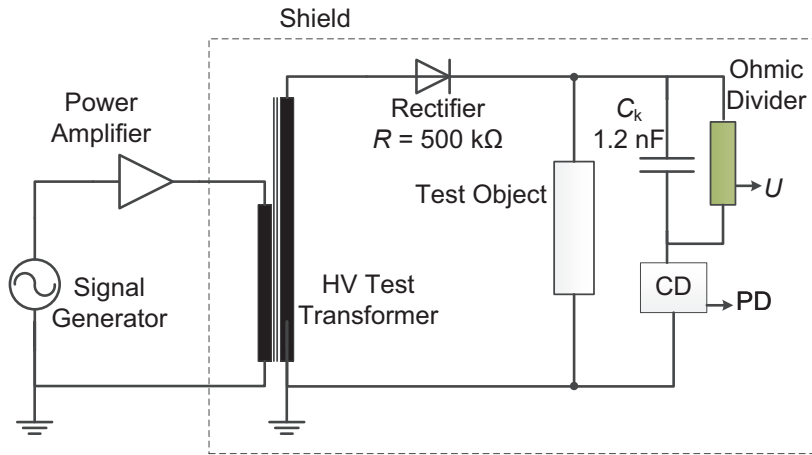 Shield
Power
Amplifier
Signal
Generator
HV Test
Transformer
Rectifier
R = 500 kΩ
Test Object
Ck
1.2 nF
Ohmic
Divider
U
CD
PD